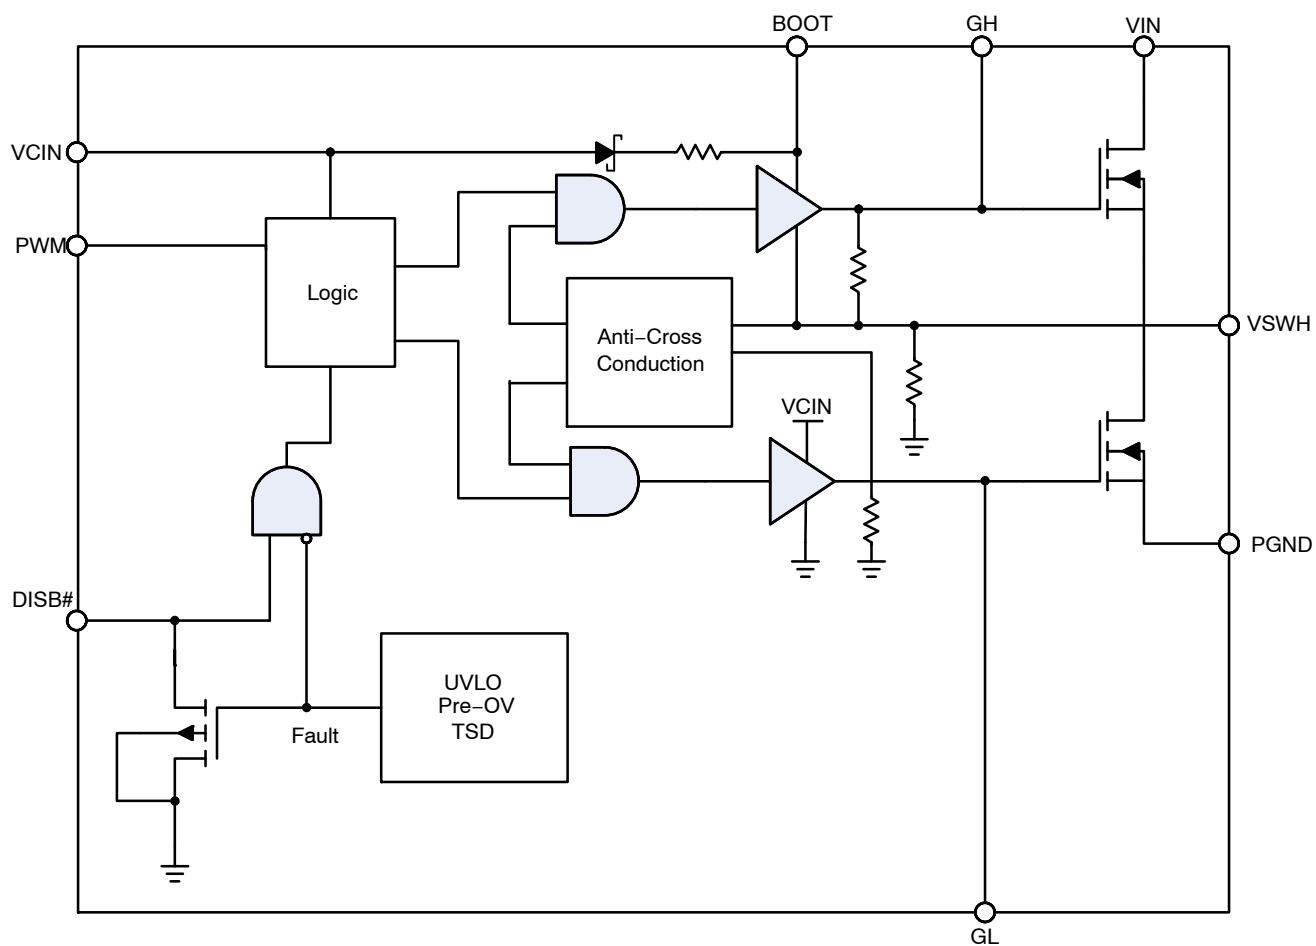 BOOT
GH
VIN
VCIN
PWM
Logic
Anti−Cross
Conduction
VSWH
VCIN
PGND
DISB#
UVLO
Pre−OV
TSD
Fault
GL